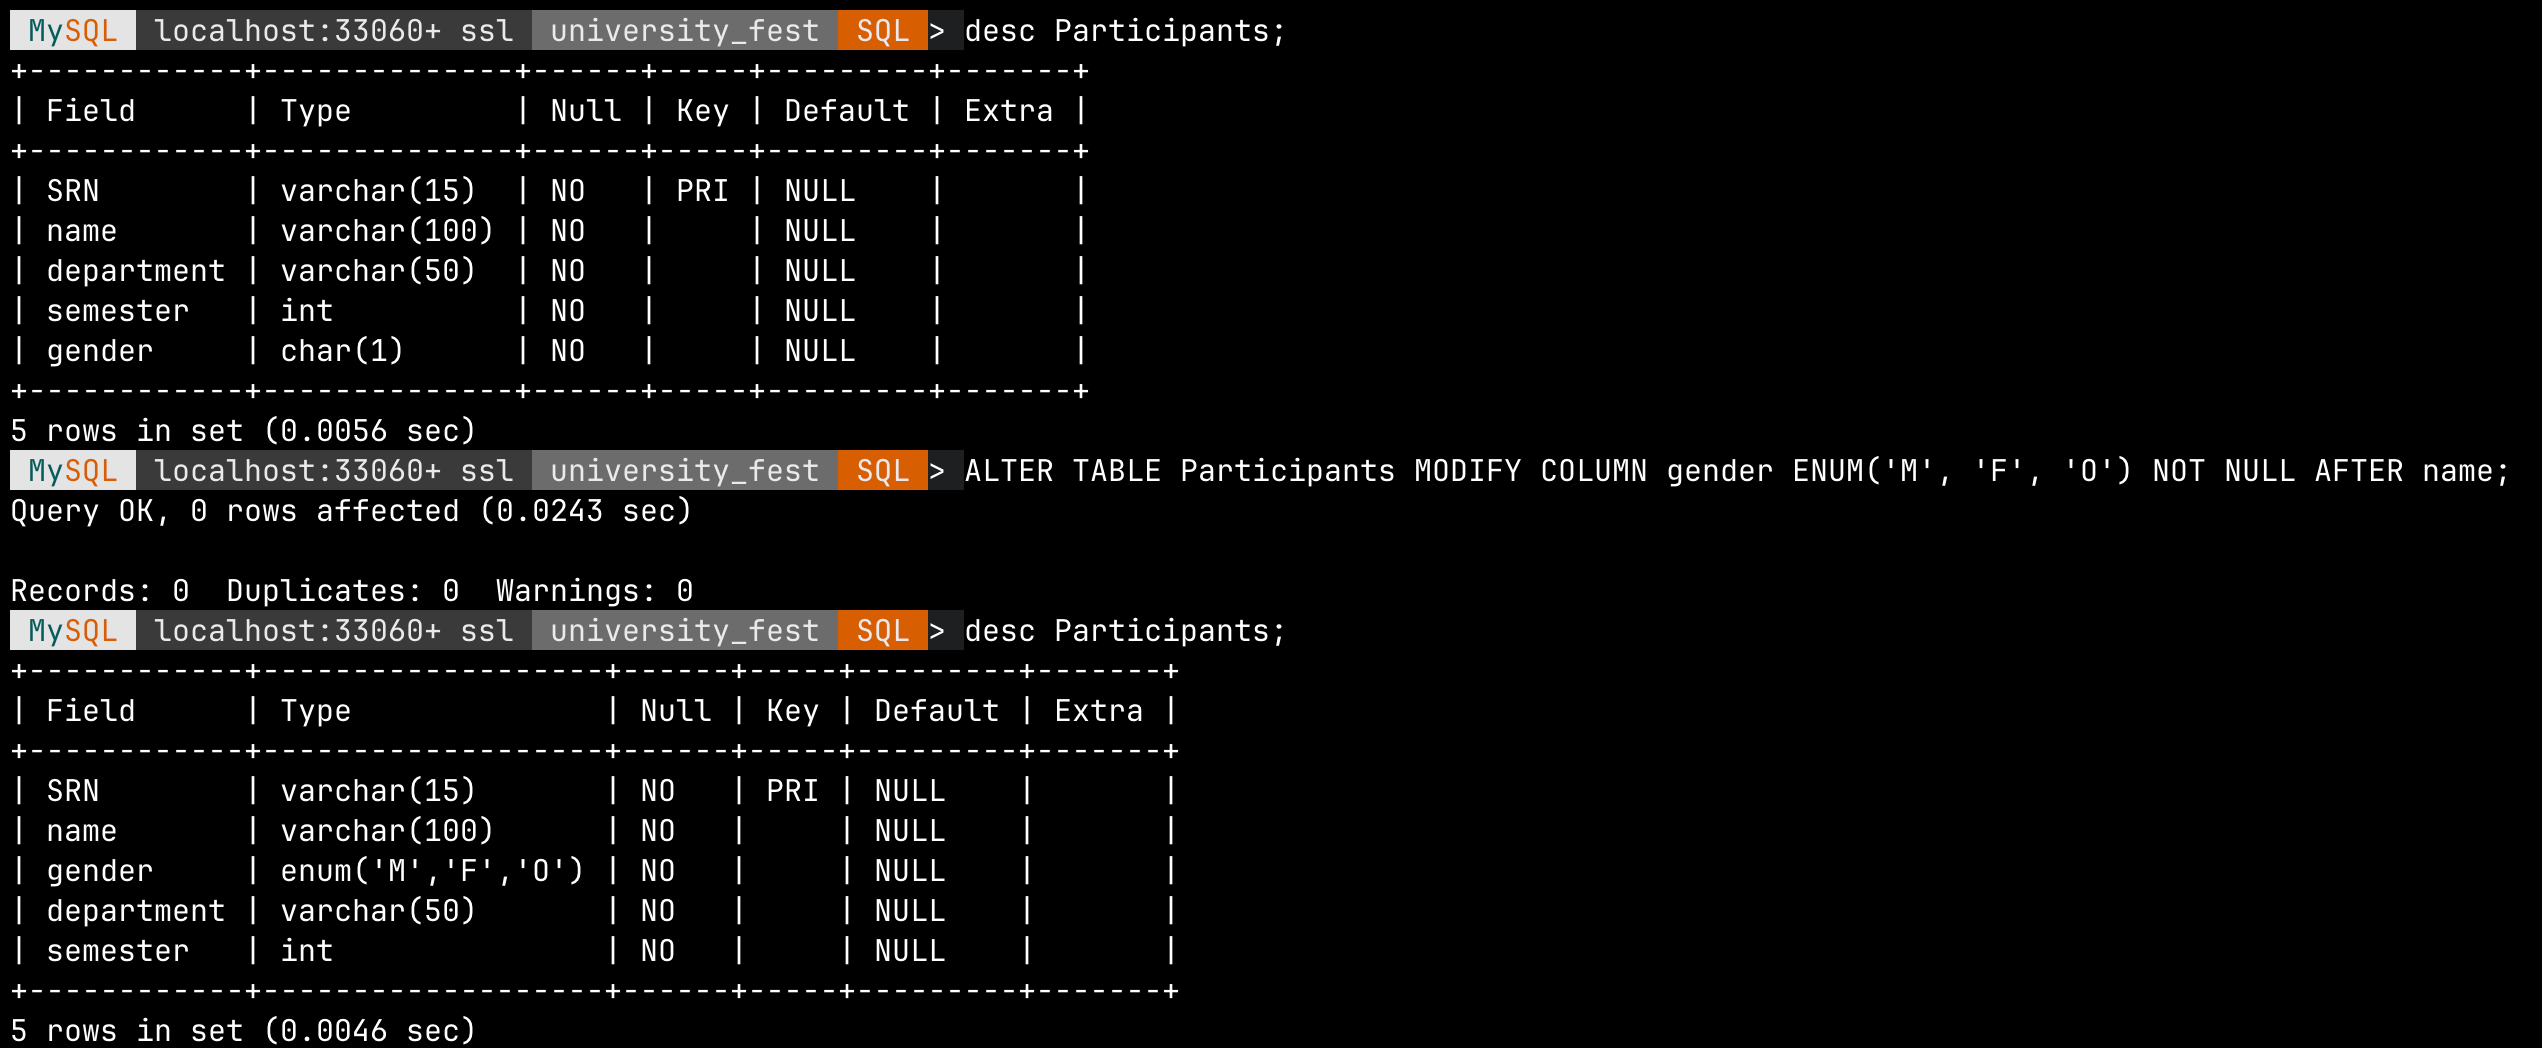 MySQL localhost:33060+ ssl university_fest SQL > desc Participants;
+------------+--------------+------+-----+---------+-------+
| Field      | Type         | Null | Key | Default | Extra |
+------------+--------------+------+-----+---------+-------+
| SRN        | varchar(15)  | NO   | PRI | NULL    |       |
| name       | varchar(100) | NO   |     | NULL    |       |
| department | varchar(50)  | NO   |     | NULL    |       |
| semester   | int          | NO   |     | NULL    |       |
| gender     | char(1)      | NO   |     | NULL    |       |
+------------+--------------+------+-----+---------+-------+
5 rows in set (0.0056 sec)
MySQL localhost:33060+ ssl university_fest SQL > ALTER TABLE Participants MODIFY COLUMN gender ENUM('M', 'F', 'O') NOT NULL AFTER name;
Query OK, 0 rows affected (0.0243 sec)
Records: 0  Duplicates: 0  Warnings: 0
MySQL localhost:33060+ ssl university_fest SQL > desc Participants;
+------------+-------------------+------+-----+---------+-------+
| Field      | Type              | Null | Key | Default | Extra |
+------------+-------------------+------+-----+---------+-------+
| SRN        | varchar(15)       | NO   | PRI | NULL    |       |
| name       | varchar(100)      | NO   |     | NULL    |       |
| gender     | enum('M','F','O') | NO   |     | NULL    |       |
| department | varchar(50)       | NO   |     | NULL    |       |
| semester   | int               | NO   |     | NULL    |       |
+------------+-------------------+------+-----+---------+-------+
5 rows in set (0.0046 sec)